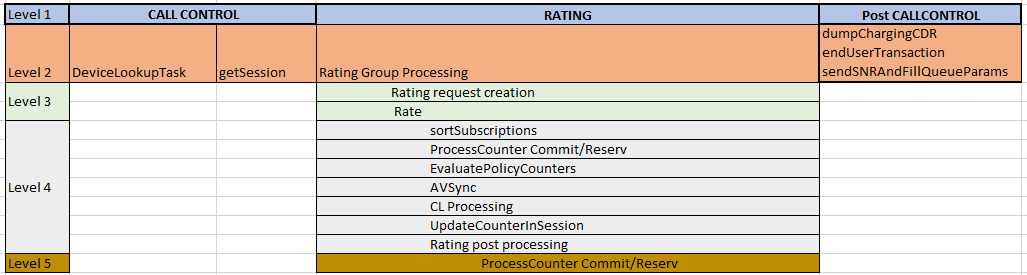 Level 1 CALL CONTROL RATING Post CALLCONTROL
dumpChargingCDR
endUserTransaction
Level 2 DeviceLookupTask getSession Rating Group Processing sendSNRAndFillQueueParams
Level 3
Rating request creation
Rate
sortSubscriptions
ProcessCounter Commit/Reserv
EvaluatePolicyCounters
Level 4 AVSync
CL Processing
UpdateCounterInSession
Rating post processing
Level 5 ProcessCounter Commit/Reserv